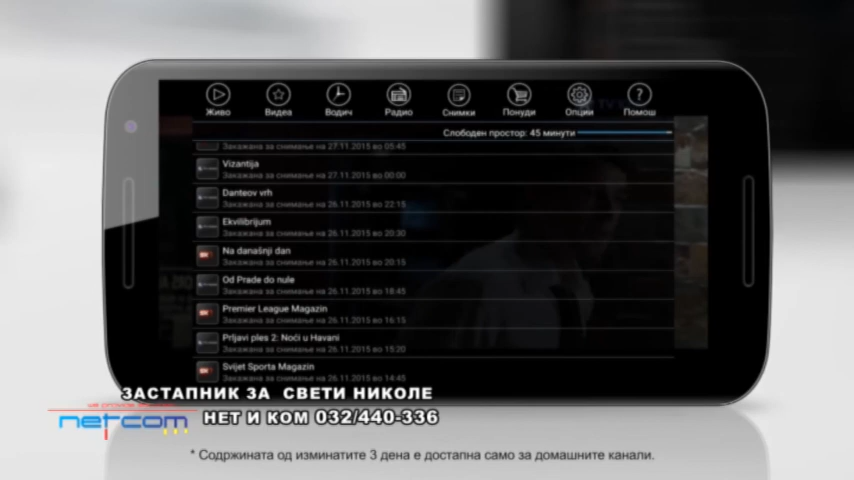 Живо Видеа Водич Радио Снимки Понуди Опции Помош
Слободен простор: 45 минути
Закажана за снимање на 27.11.2015 во 05:45
Vizantija
Закажана за снимање на 27.11.2015 во 00:00
Danteov vrh
Закажана за снимање на 26.11.2015 во 22:15
Ekvilibrijum
Закажана за снимање на 26.11.2015 во 20:30
Na današnji dan
Закажана за снимање на 26.11.2015 во 20:15
Od Prade do nule
Закажана за снимање на 26.11.2015 во 18:45
Premier League Magazin
Закажана за снимање на 26.11.2015 во 16:15
Prljavi ples 2: Noći u Havani
Закажана за снимање на 26.11.2015 во 15:20
Svijet Sporta Magazin
Закажана за снимање на 26.11.2015 во 14:45
ЗАСТАПНИК ЗА СВЕТИ НИКОЛЕ
НЕТ И КОМ 032/440-336
net i com
* Содржината од изминатите 3 дена е достапна само за домашните канали.